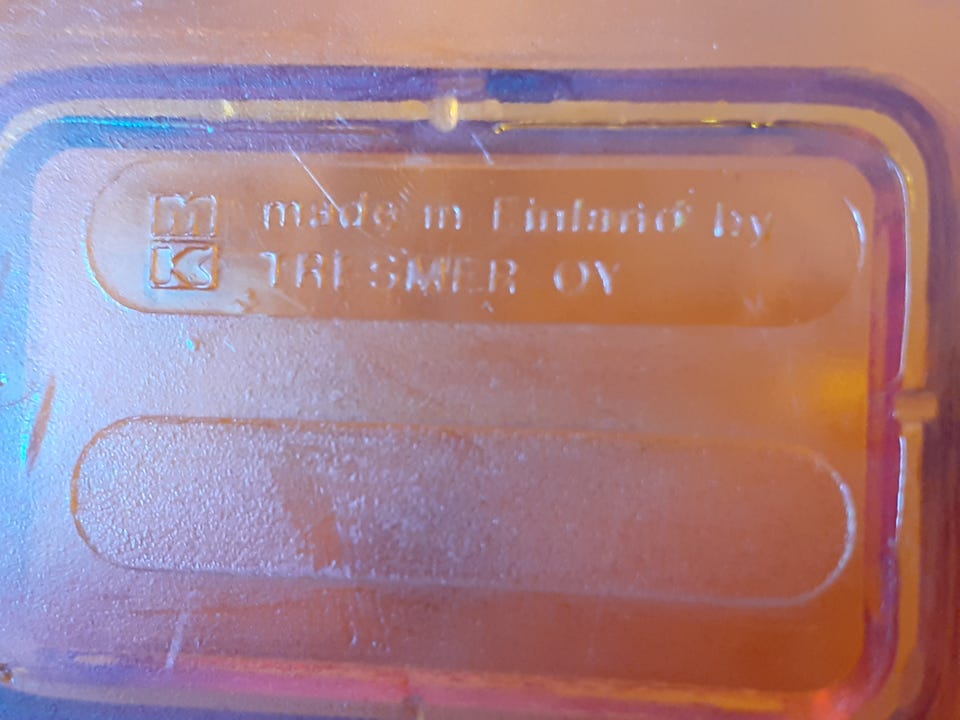 m
K
made in Finland by
TRESMER OY